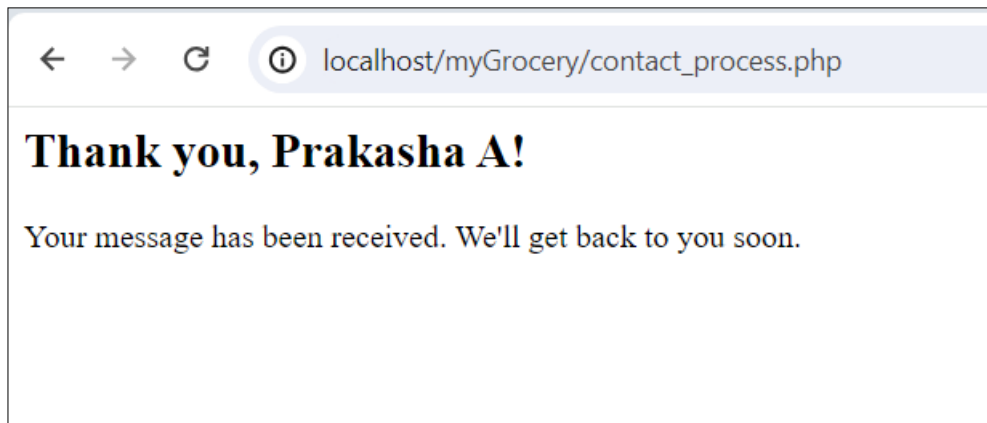 localhost/myGrocery/contact_process.php
Thank you, Prakasha A!
Your message has been received. We'll get back to you soon.